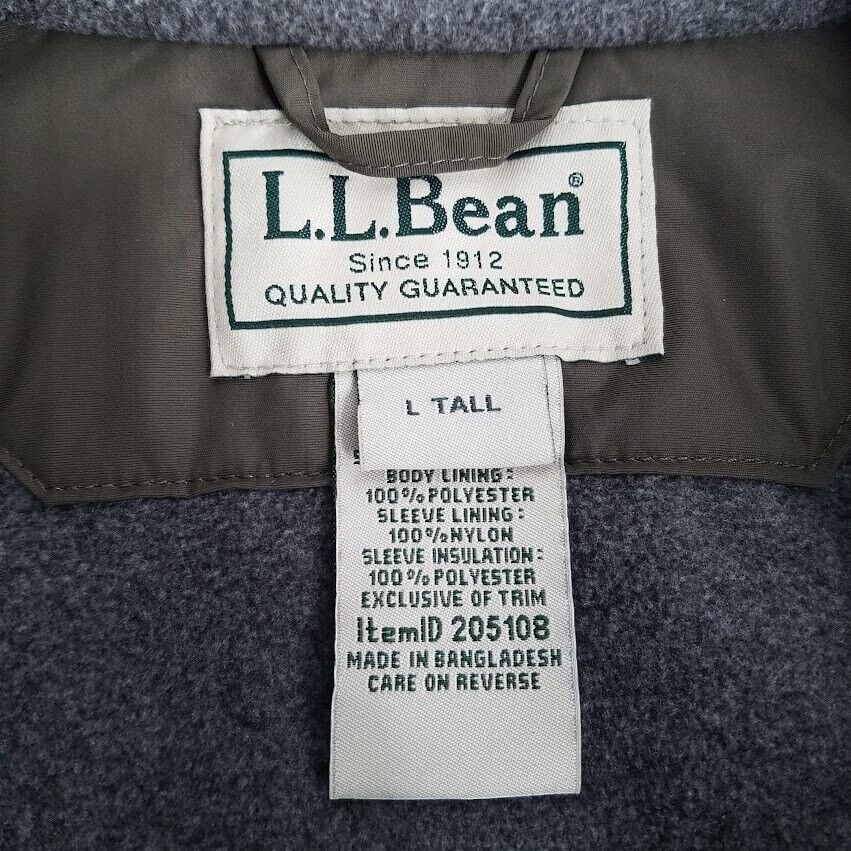 L.L.Bean®
Since 1912
QUALITY GUARANTEED
L TALL
BODY LINING:
100% POLYESTER
SLEEVE LINING:
100% NYLON
SLEEVE INSULATION:
100% POLYESTER
EXCLUSIVE OF TRIM
ItemID 205108
MADE IN BANGLADESH
CARE ON REVERSE